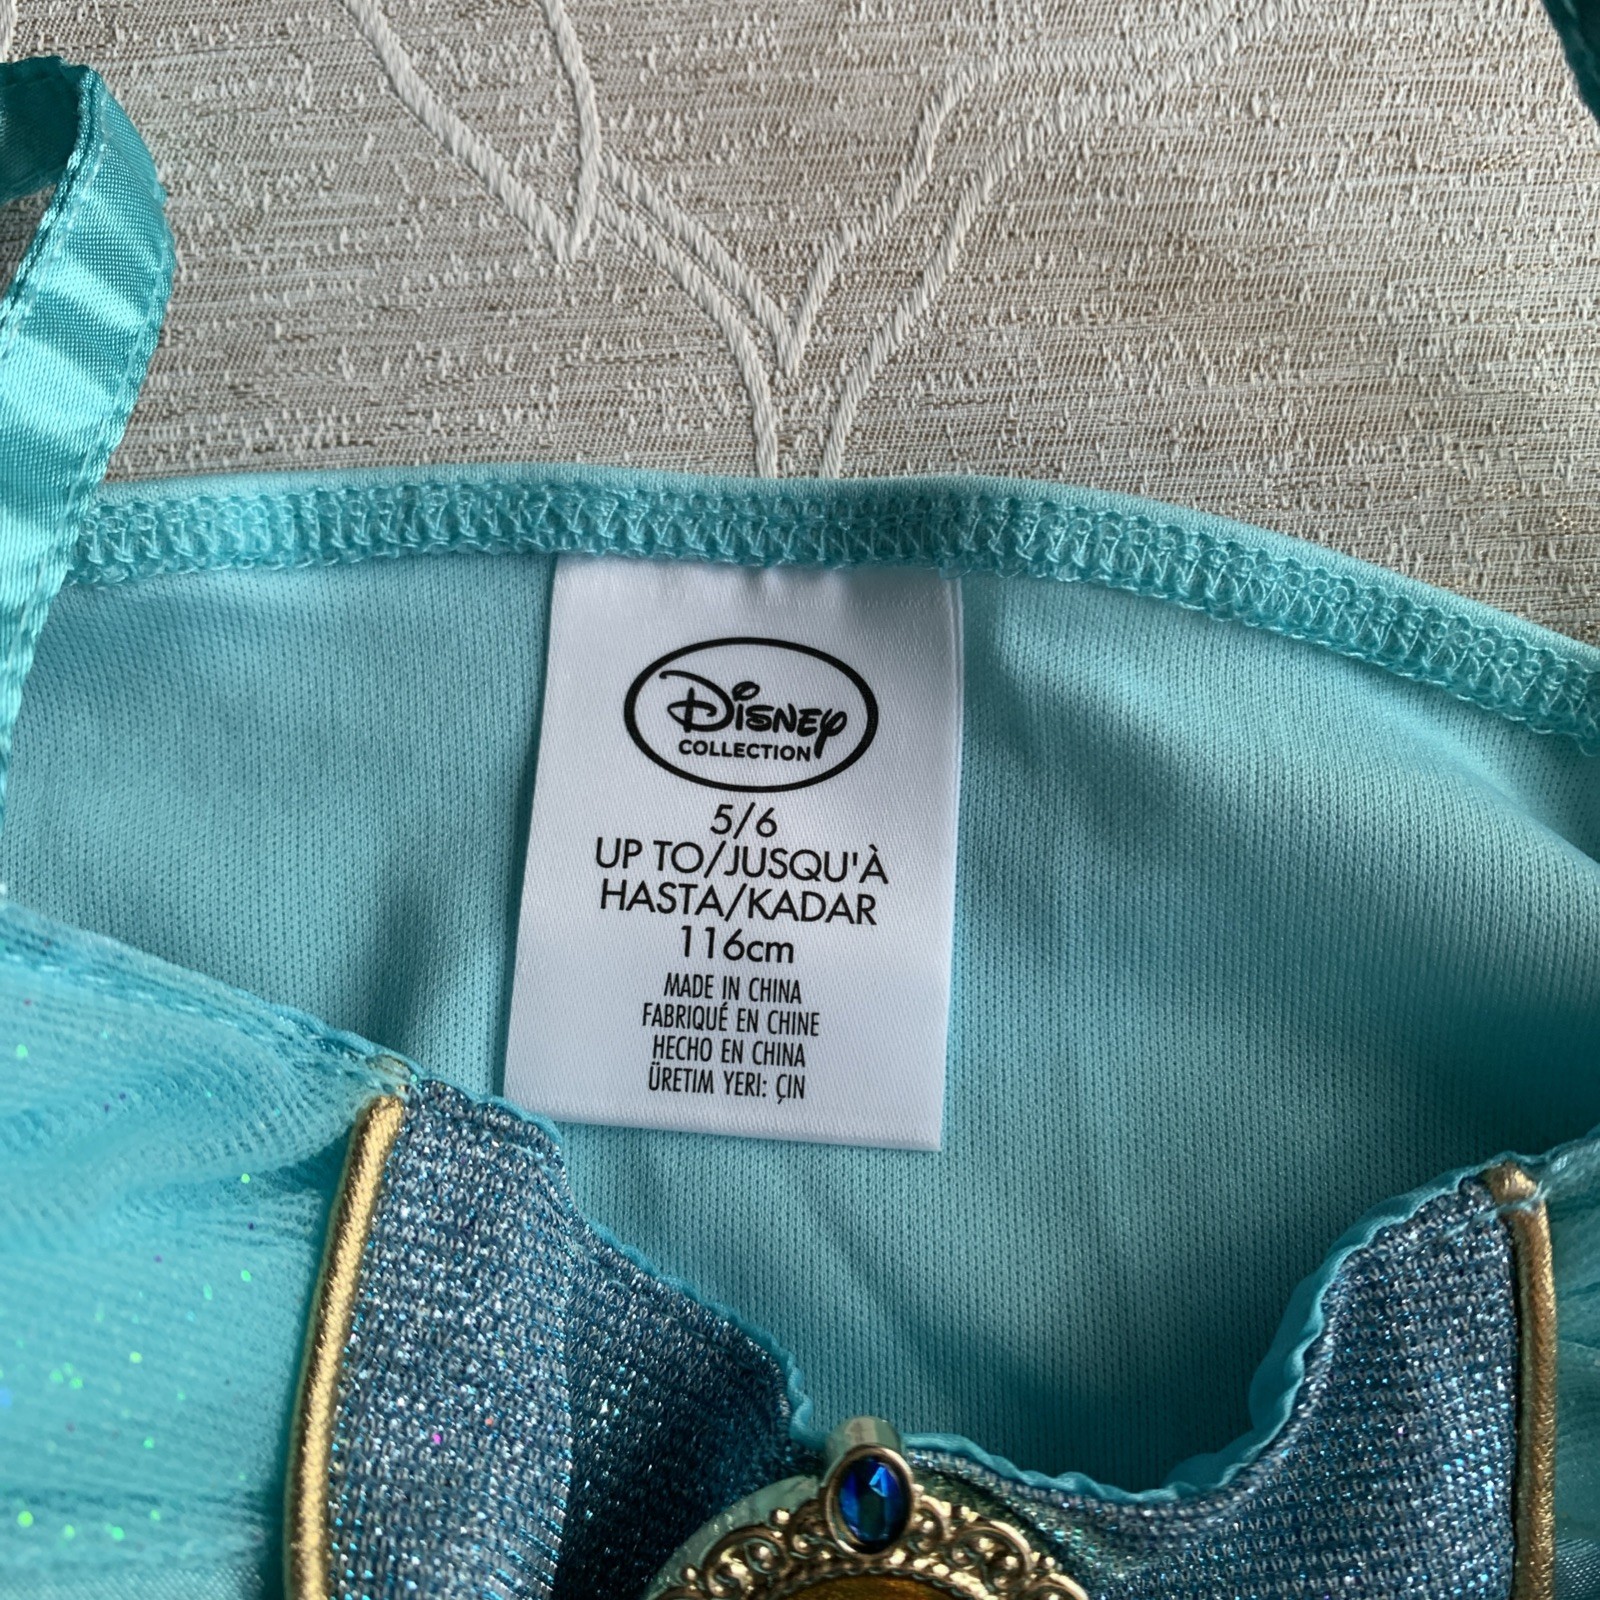 Disney
COLLECTION
5/6
UP TO/JUSQU'À
HASTA/KADAR
116cm
MADE IN CHINA
FABRIQUÉ EN CHINE
HECHO EN CHINA
ÜRETIM YERI: ÇIN